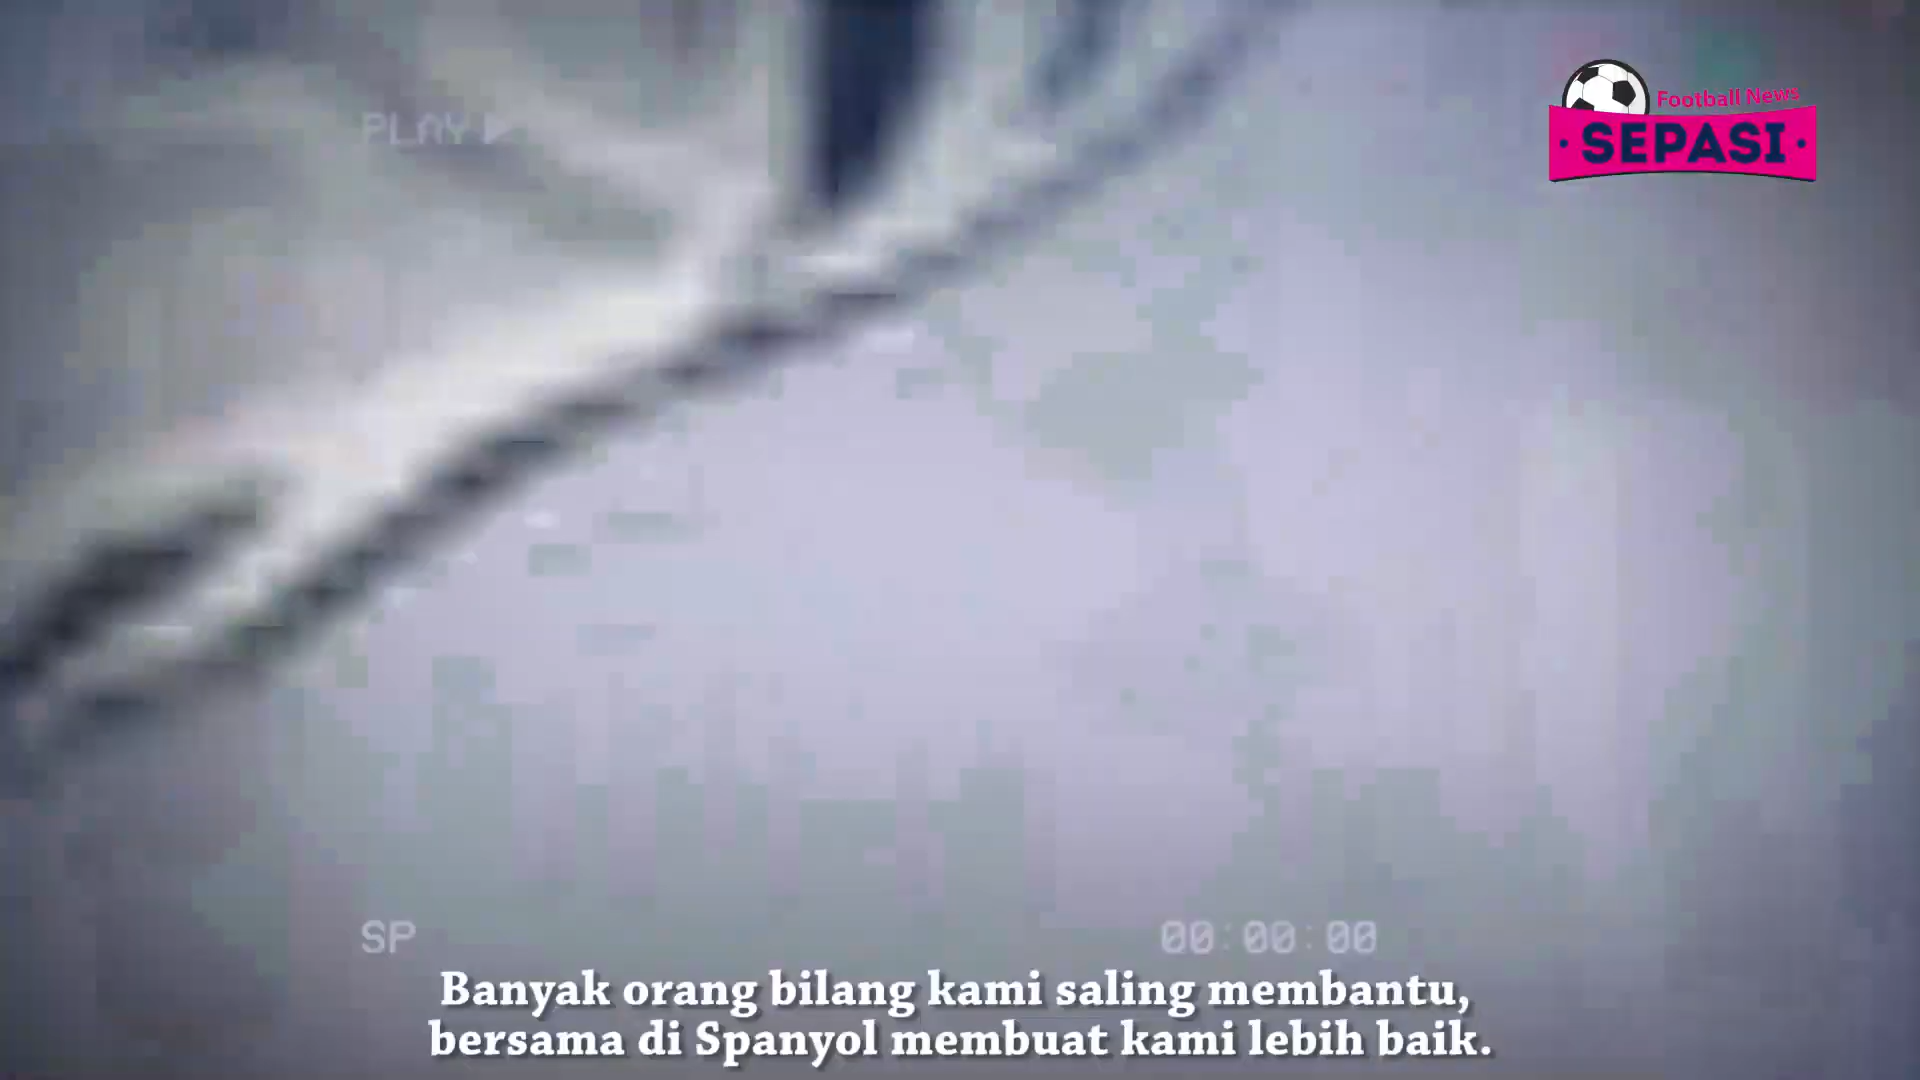 PLAY
Football News
SEPASI
SP
00:00:00
Banyak orang bilang kami saling membantu,
bersama di Spanyol membuat kami lebih baik.